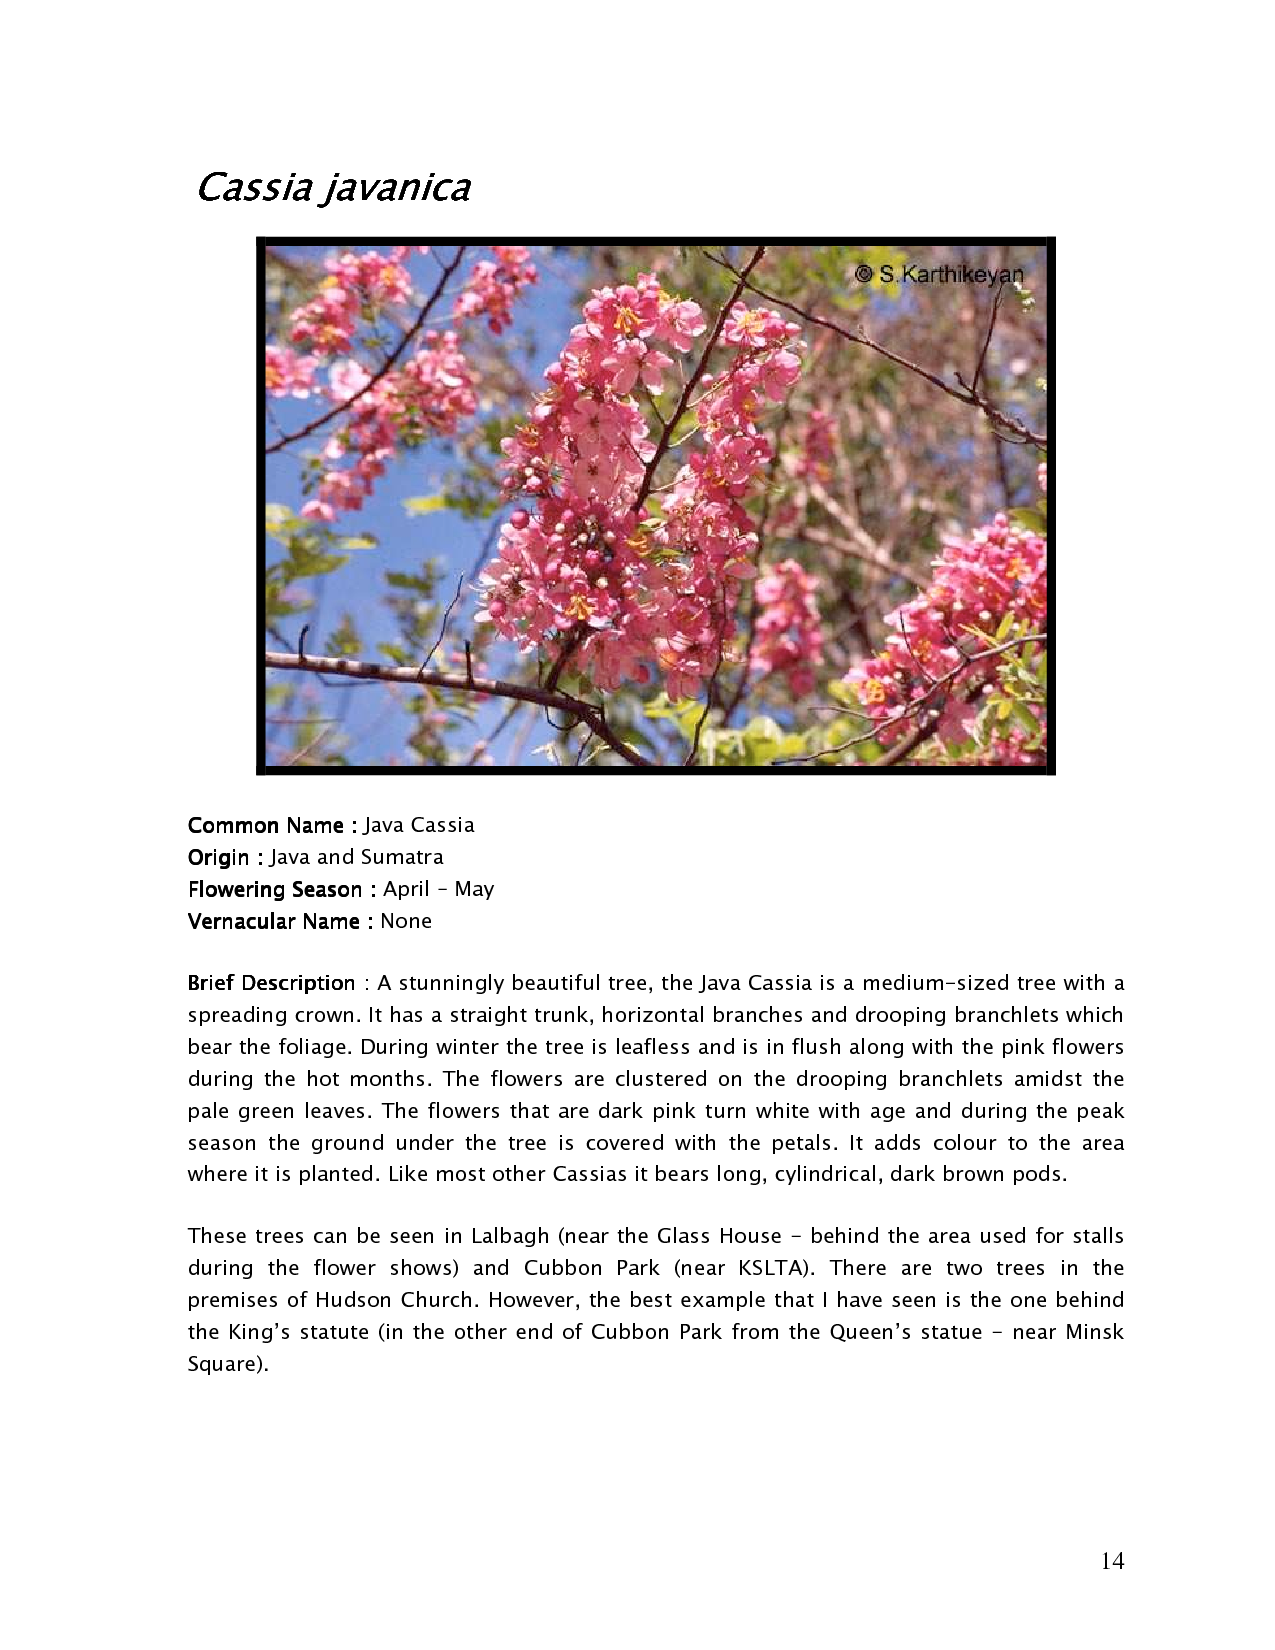 Cassia javanica
© S.Karthikeyan
Common Name : Java Cassia
Origin : Java and Sumatra
Flowering Season : April – May
Vernacular Name : None
Brief Description : A stunningly beautiful tree, the Java Cassia is a medium-sized tree with a
spreading crown. It has a straight trunk, horizontal branches and drooping branchlets which
bear the foliage. During winter the tree is leafless and is in flush along with the pink flowers
during the hot months. The flowers are clustered on the drooping branchlets amidst the
pale green leaves. The flowers that are dark pink turn white with age and during the peak
season the ground under the tree is covered with the petals. It adds colour to the area
where it is planted. Like most other Cassias it bears long, cylindrical, dark brown pods.
These trees can be seen in Lalbagh (near the Glass House – behind the area used for stalls
during the flower shows) and Cubbon Park (near KSLTA). There are two trees in the
premises of Hudson Church. However, the best example that I have seen is the one behind
the King’s statute (in the other end of Cubbon Park from the Queen’s statue – near Minsk
Square).
14